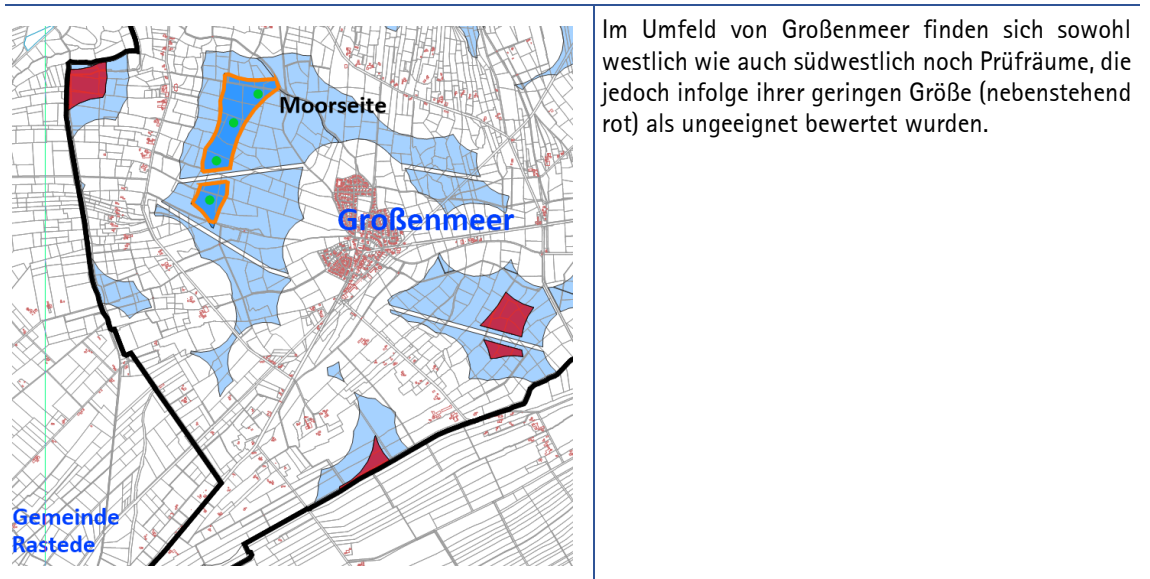 Moorseite
Großenmeer
Gemeinde
Rastede
Im Umfeld von Großenmeer finden sich sowohl
westlich wie auch südwestlich noch Prüfräume, die
jedoch infolge ihrer geringen Größe (nebenstehend
rot) als ungeeignet bewertet wurden.